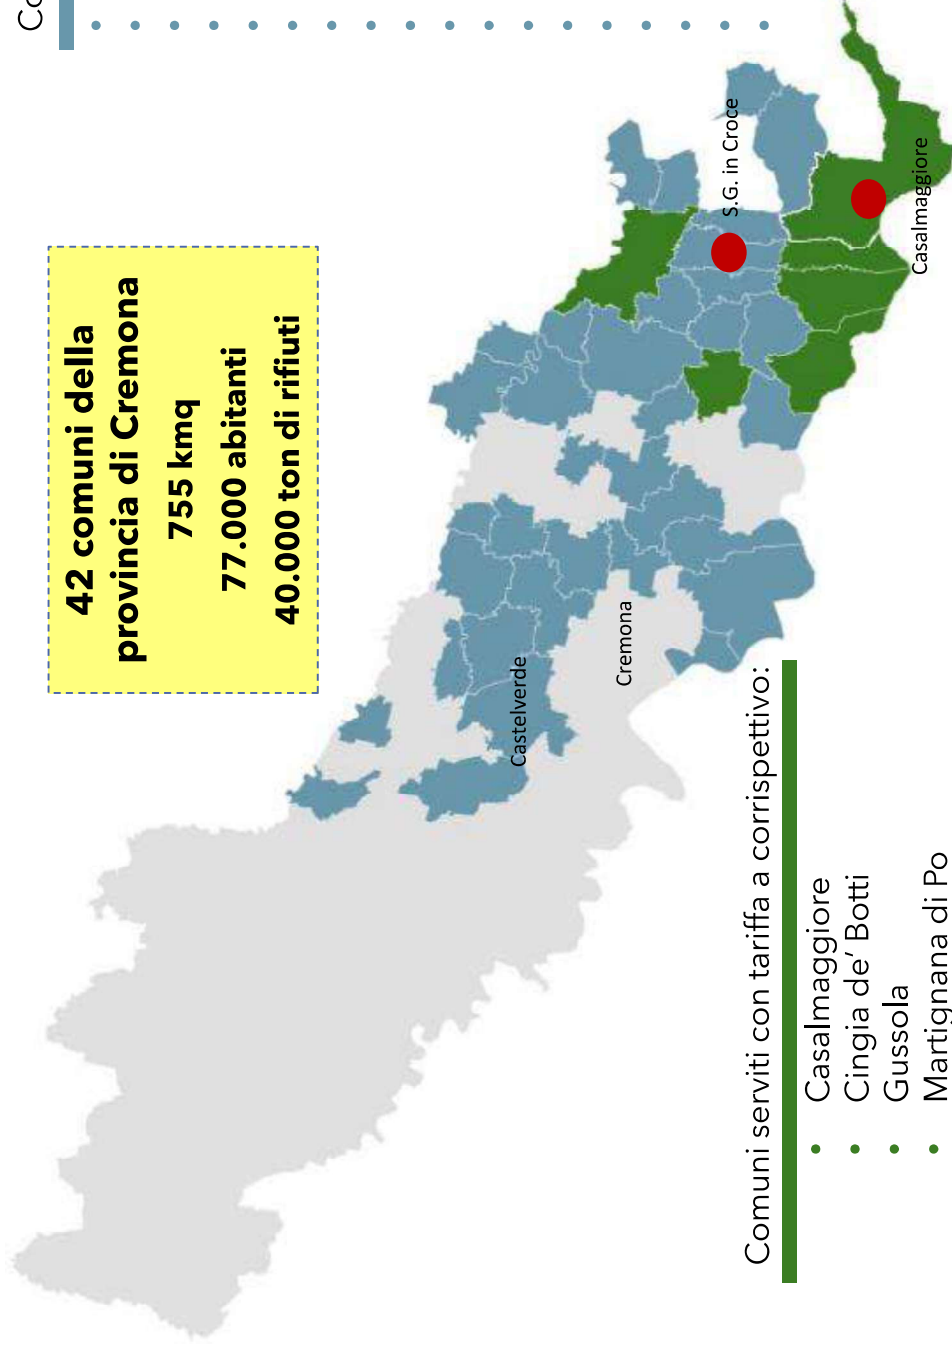 Co
42 comuni della
provincia di Cremona
755 kmq
77.000 abitanti
40.000 ton di rifiuti
S.G. in Croce
Casalmaggiore
Castelverde
Cremona
Comuni serviti con tariffa a corrispettivo:
• Casalmaggiore
• Cingia de’ Botti
• Gussola
• Martignana di Po